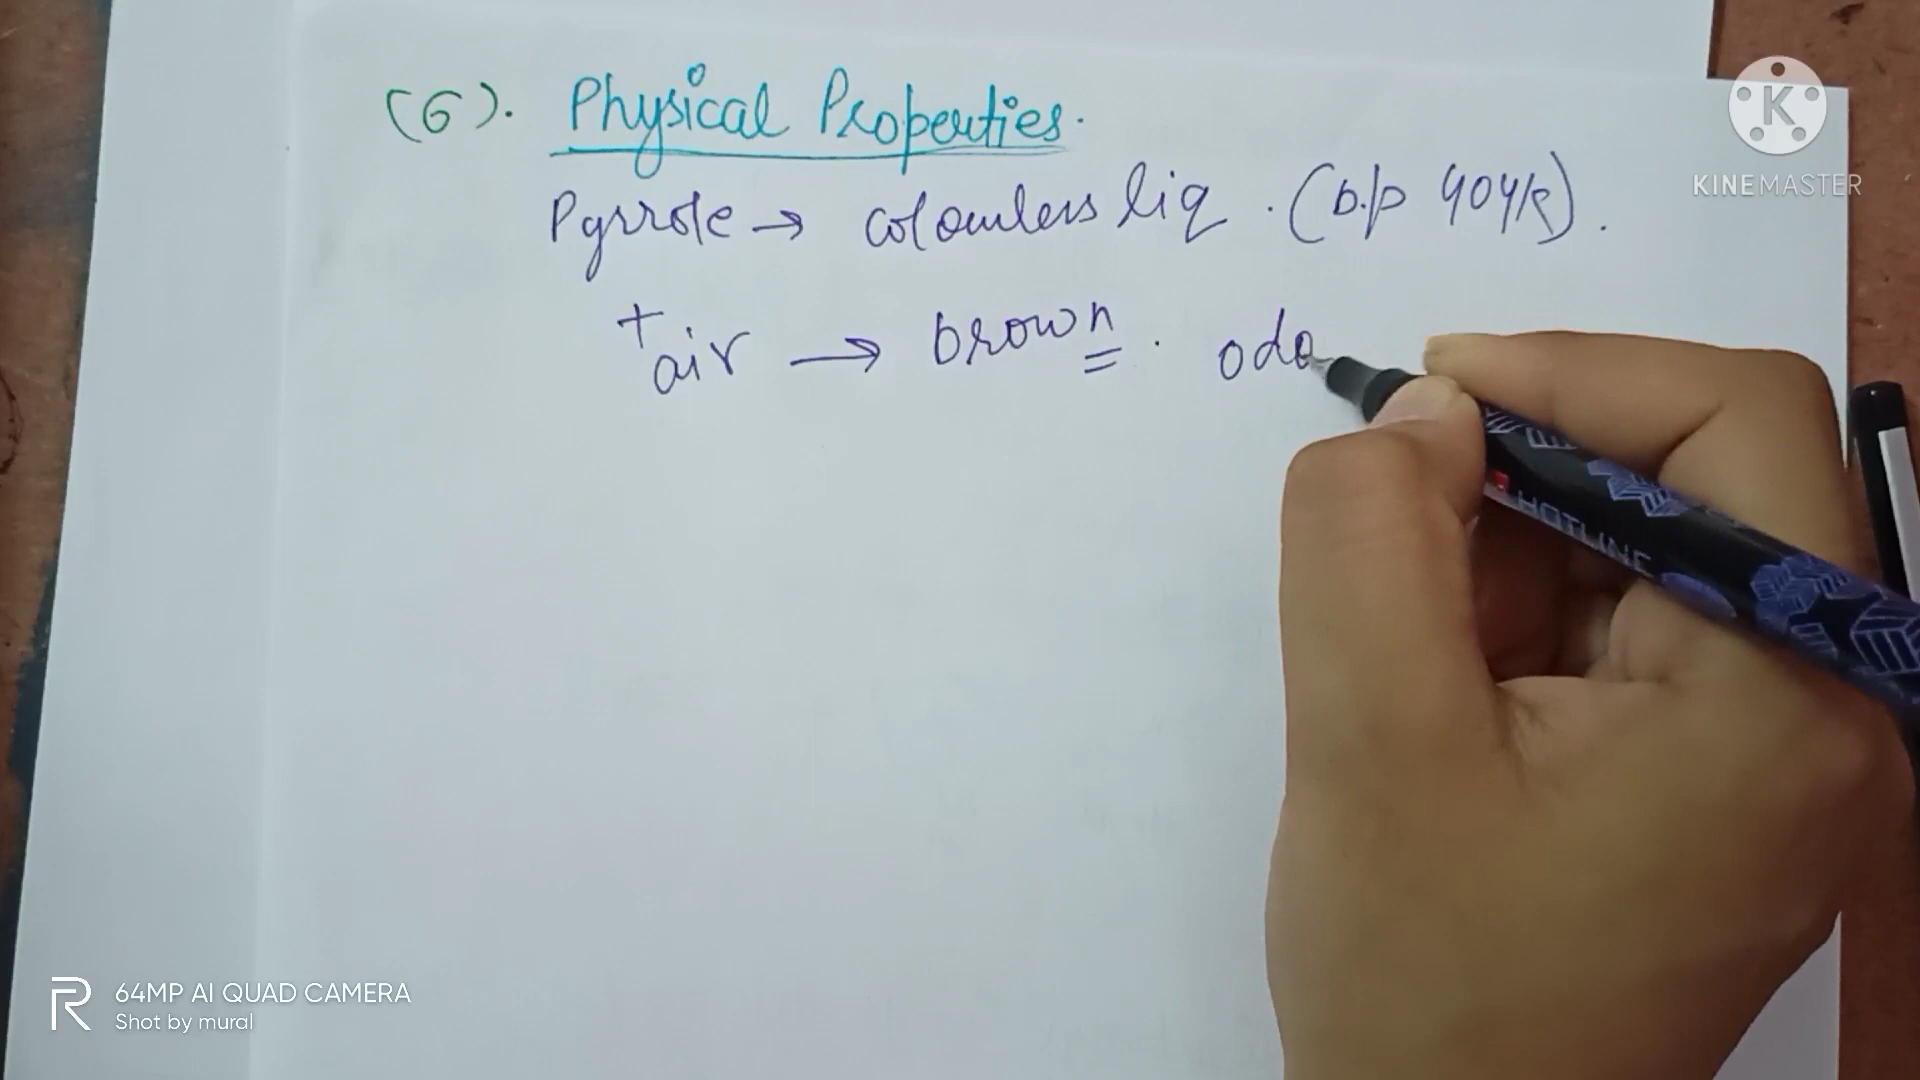 (6). Physical Properties.
Pyrrole → colourless liq. (b.p 404K).
+ air → brown. odo
KINEMASTER
HOTLINE
64MP AI QUAD CAMERA
Shot by mural